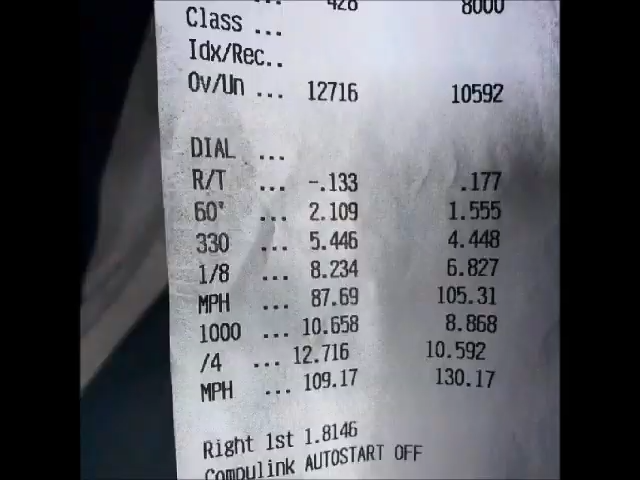 ... 428 8000
Class ...
Idx/Rec..
Ov/Un ... 12716 10592
DIAL ...
R/T ... -.133 .177
60' ... 2.109 1.555
330 ... 5.446 4.448
1/8 ... 8.234 6.827
MPH ... 87.69 105.31
1000 ... 10.658 8.868
/4 ... 12.716 10.592
MPH ... 109.17 130.17
Right 1st 1.8146
Compulink AUTOSTART OFF